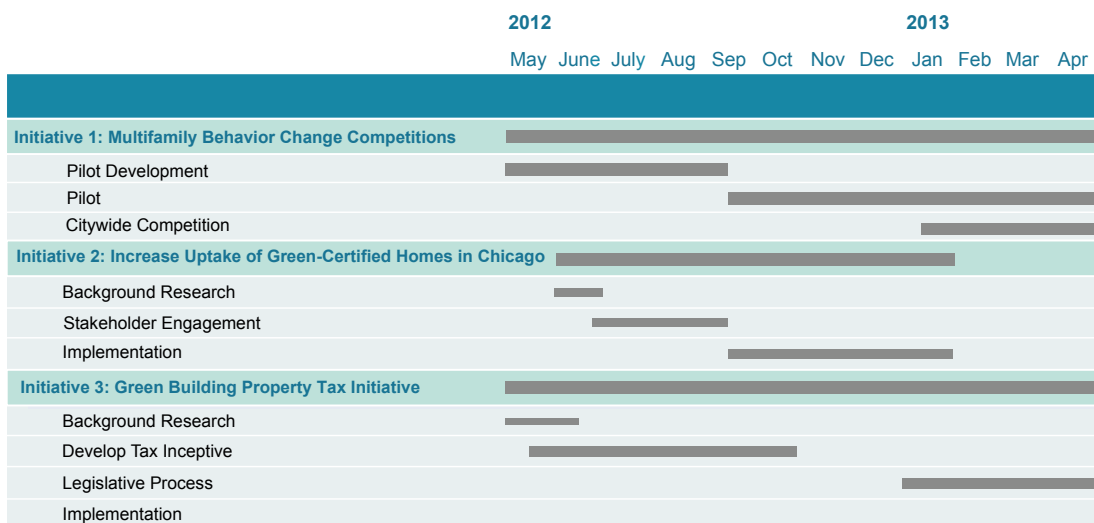 2012 2013
May June July Aug Sep Oct Nov Dec Jan Feb Mar Apr
Initiative 1: Multifamily Behavior Change Competitions
Pilot Development
Pilot
Citywide Competition
Initiative 2: Increase Uptake of Green-Certified Homes in Chicago
Background Research
Stakeholder Engagement
Implementation
Initiative 3: Green Building Property Tax Initiative
Background Research
Develop Tax Inceptive
Legislative Process
Implementation